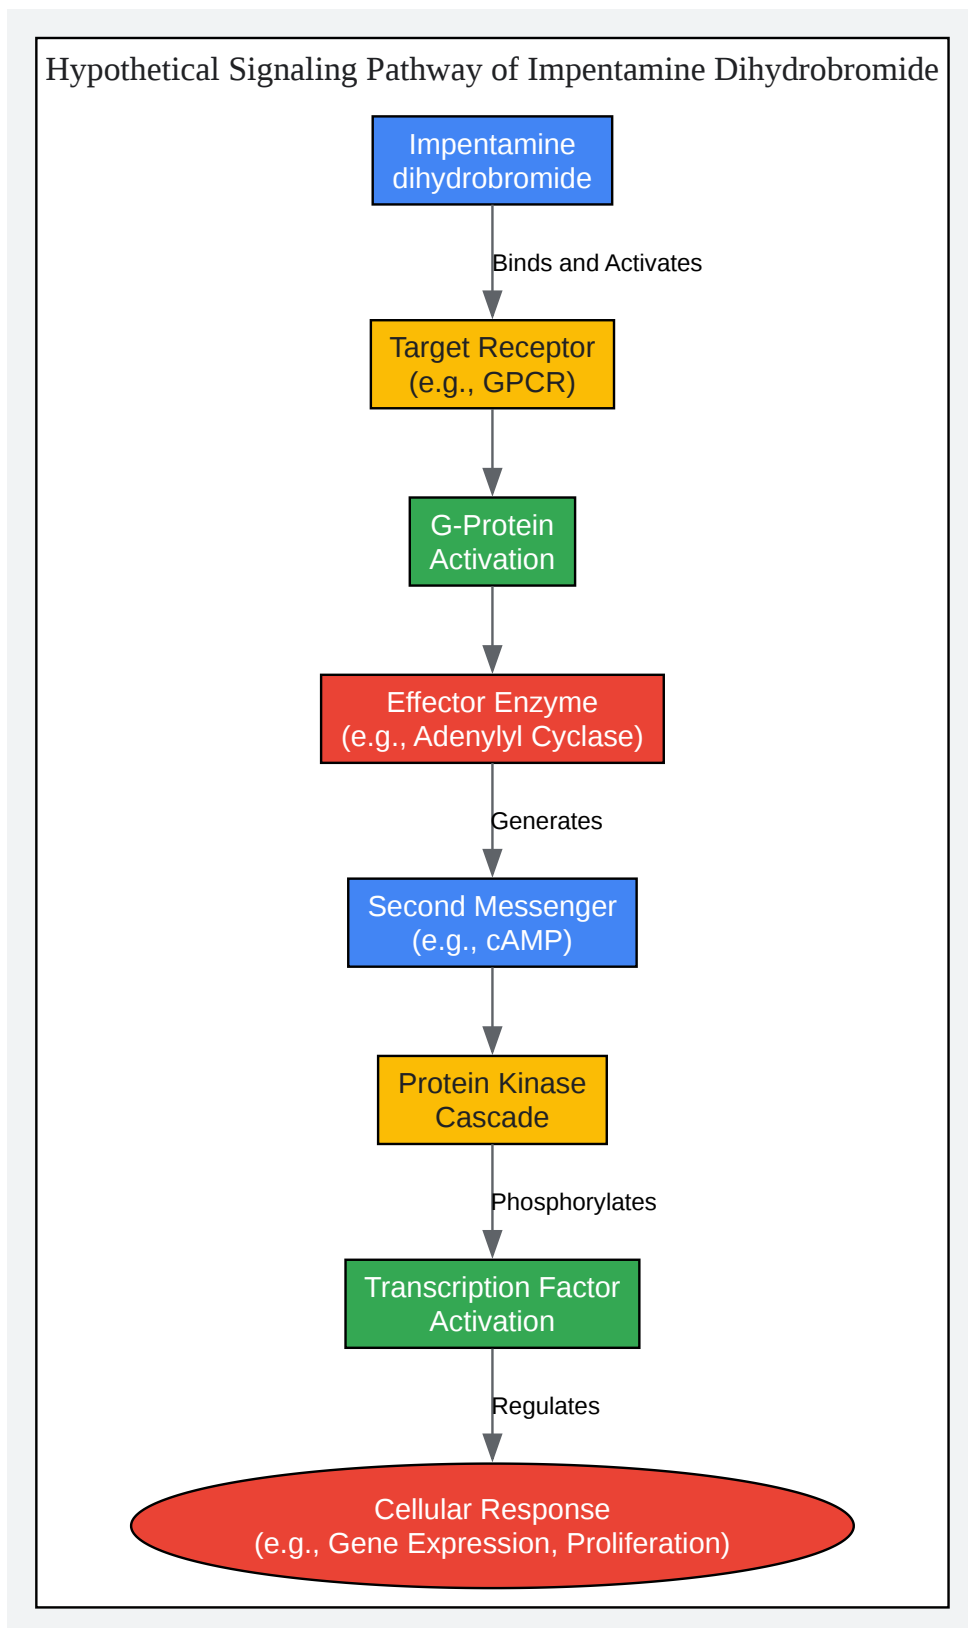 Hypothetical Signaling Pathway of Impentamine Dihydrobromide
Impentamine
dihydrobromide
Binds and Activates
Target Receptor
(e.g., GPCR)
G-Protein
Activation
Effector Enzyme
(e.g., Adenylyl Cyclase)
Generates
Second Messenger
(e.g., cAMP)
Protein Kinase
Cascade
Phosphorylates
Transcription Factor
Activation
Regulates
Cellular Response
(e.g., Gene Expression, Proliferation)